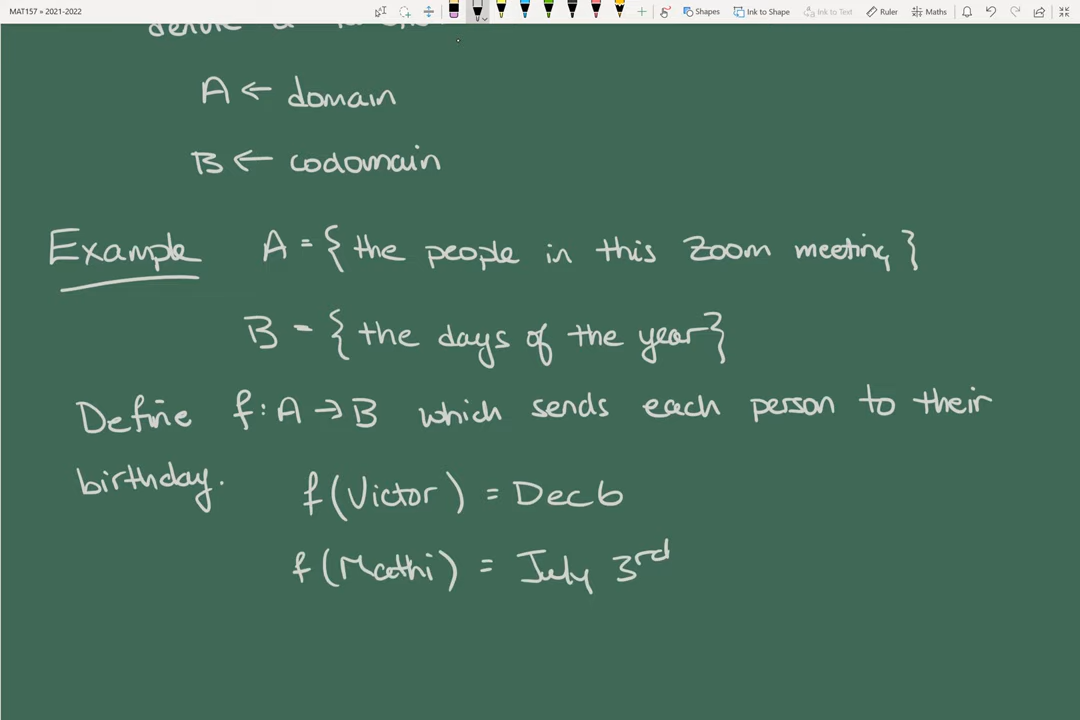 MAT157 » 2021-2022
Shapes Ink to Shape Ink to Text Ruler Maths
A ← domain
B ← codomain
Example A = { the people in this Zoom meeting }
B = { the days of the year }
Define f: A → B which sends each person to their
birthday. f(Victor) = Dec 6
f(Mathi) = July 3rd